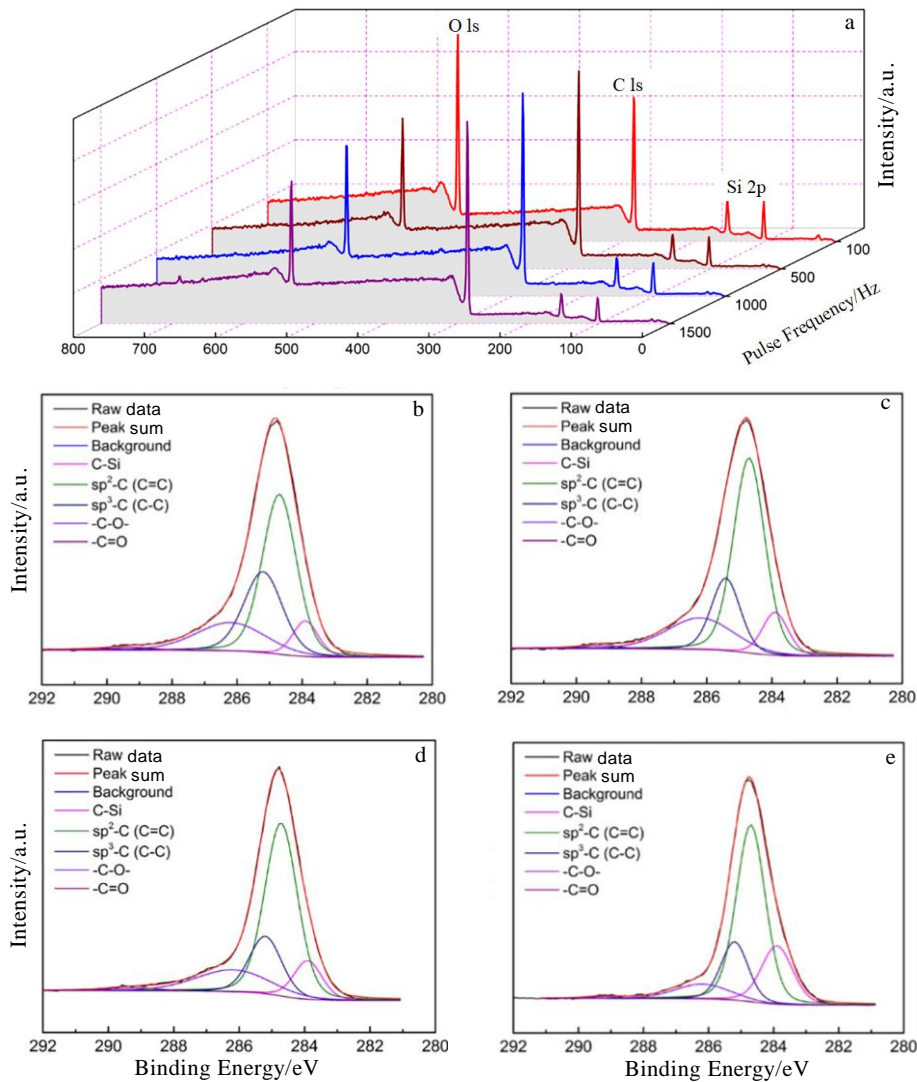 a
O ls
C ls
Si 2p
Intensity/a.u.
100
500
1000
1500
Pulse Frequency/Hz
800 700 600 500 400 300 200 100 0
b
Raw data
Peak sum
Background
C-Si
sp²-C (C=C)
sp³-C (C-C)
-C-O-
-C=O
Intensity/a.u.
292 290 288 286 284 282 280
c
Raw data
Peak sum
Background
C-Si
sp²-C (C=C)
sp³-C (C-C)
-C-O-
-C=O
292 290 288 286 284 282 280
d
Raw data
Peak sum
Background
C-Si
sp²-C (C=C)
sp³-C (C-C)
-C-O-
-C=O
Intensity/a.u.
292 290 288 286 284 282 280
Binding Energy/eV
e
Raw data
Peak sum
Background
C-Si
sp²-C (C=C)
sp³-C (C-C)
-C-O-
-C=O
292 290 288 286 284 282 280
Binding Energy/eV